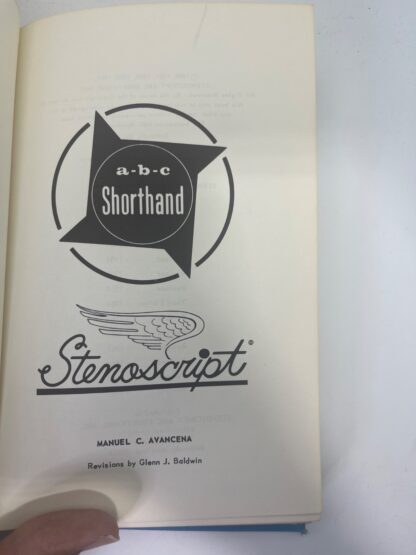 a-b-c
Shorthand
Stenoscript®
MANUEL C. AVANCENA
Revisions by Glenn J. Baldwin